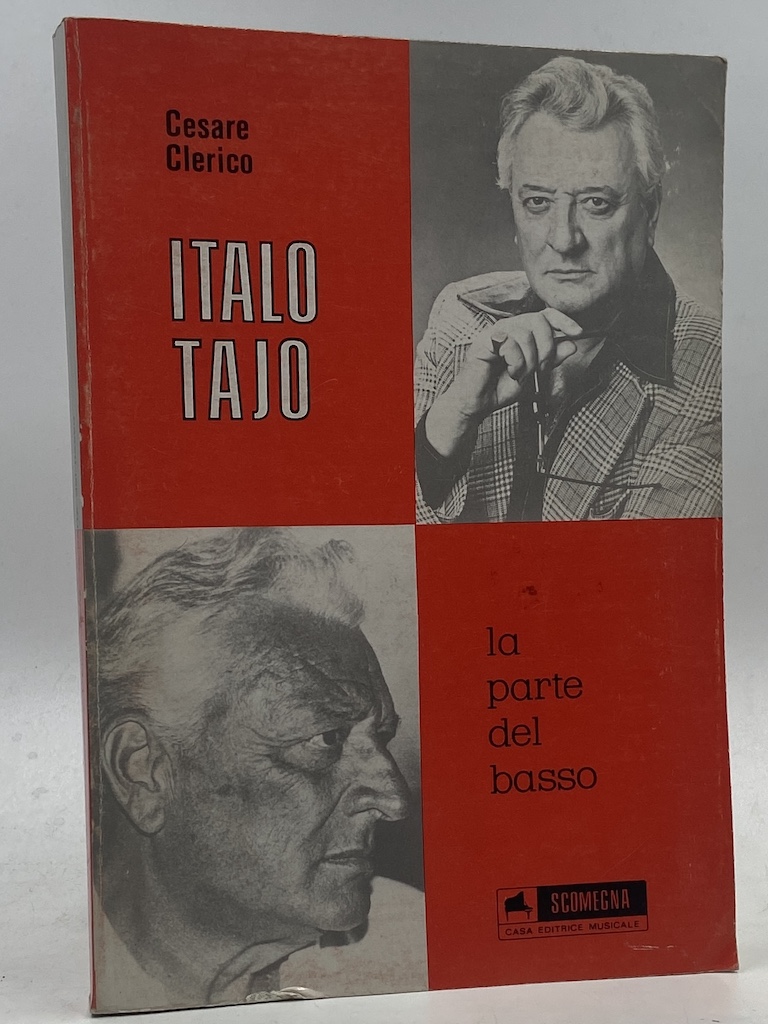 Cesare
Clerico
ITALO
TAJO
la
parte
del
basso
SCOMEGNA
CASA EDITRICE MUSICALE